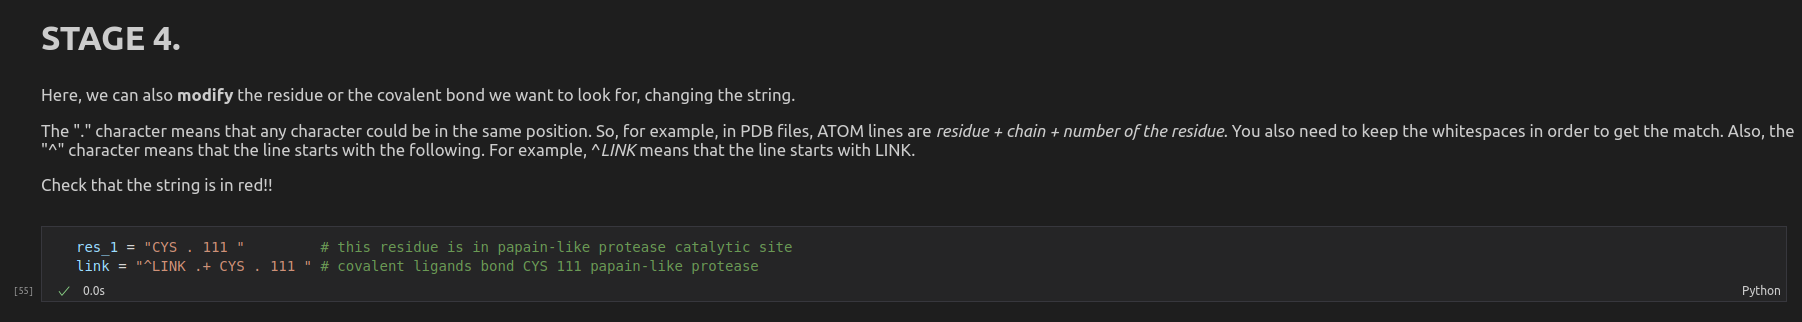 STAGE 4.
Here, we can also modify the residue or the covalent bond we want to look for, changing the string.
The "." character means that any character could be in the same position. So, for example, in PDB files, ATOM lines are residue + chain + number of the residue. You also need to keep the whitespaces in order to get the match. Also, the
"^" character means that the line starts with the following. For example, ^LINK means that the line starts with LINK.
Check that the string is in red!!
res_1 = "CYS . 111 "         # this residue is in papain-like protease catalytic site
link = "^LINK .+ CYS . 111 " # covalent ligands bond CYS 111 papain-like protease
[55] ✓ 0.0s Python